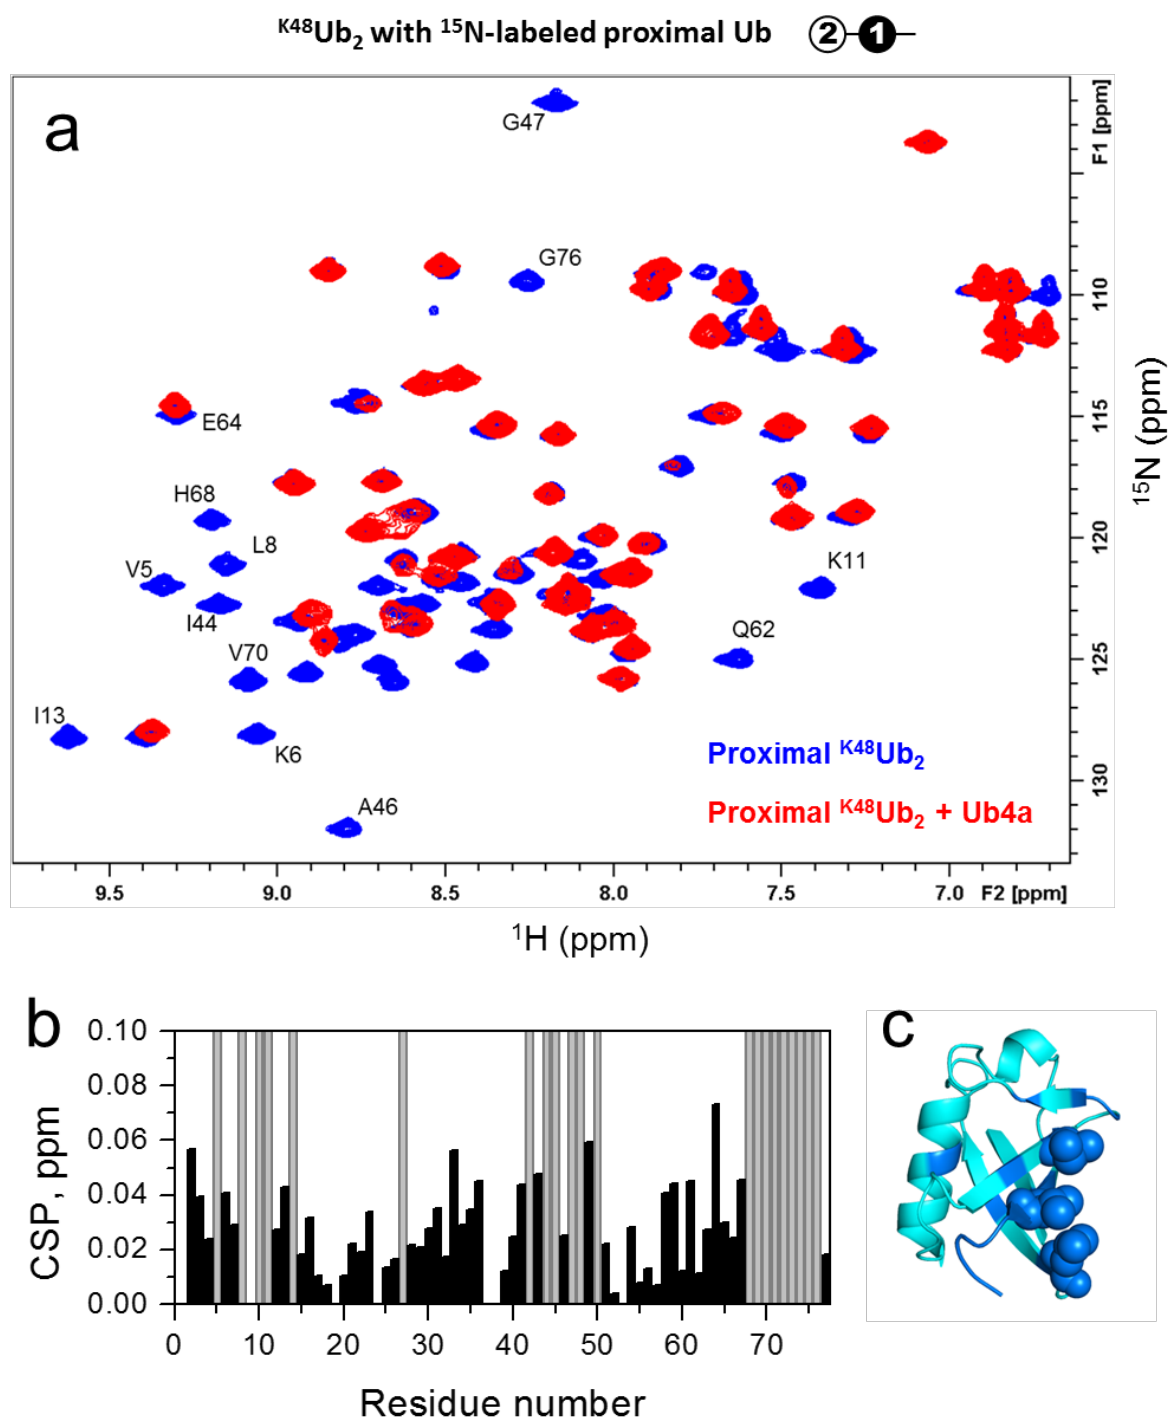 K48Ub2 with 15N-labeled proximal Ub 2 1
a
G47
F1 [ppm]
G76
110
E64
115
15N (ppm)
H68
L8
120
V5
K11
I44
Q62
V70
125
I13
K6
Proximal K48Ub2
A46
130
Proximal K48Ub2 + Ub4a
9.5 9.0 8.5 8.0 7.5 7.0 F2 [ppm]
1H (ppm)
b
c
CSP, ppm
0.10
0.08
0.06
0.04
0.02
0.00
0 10 20 30 40 50 60 70
Residue number